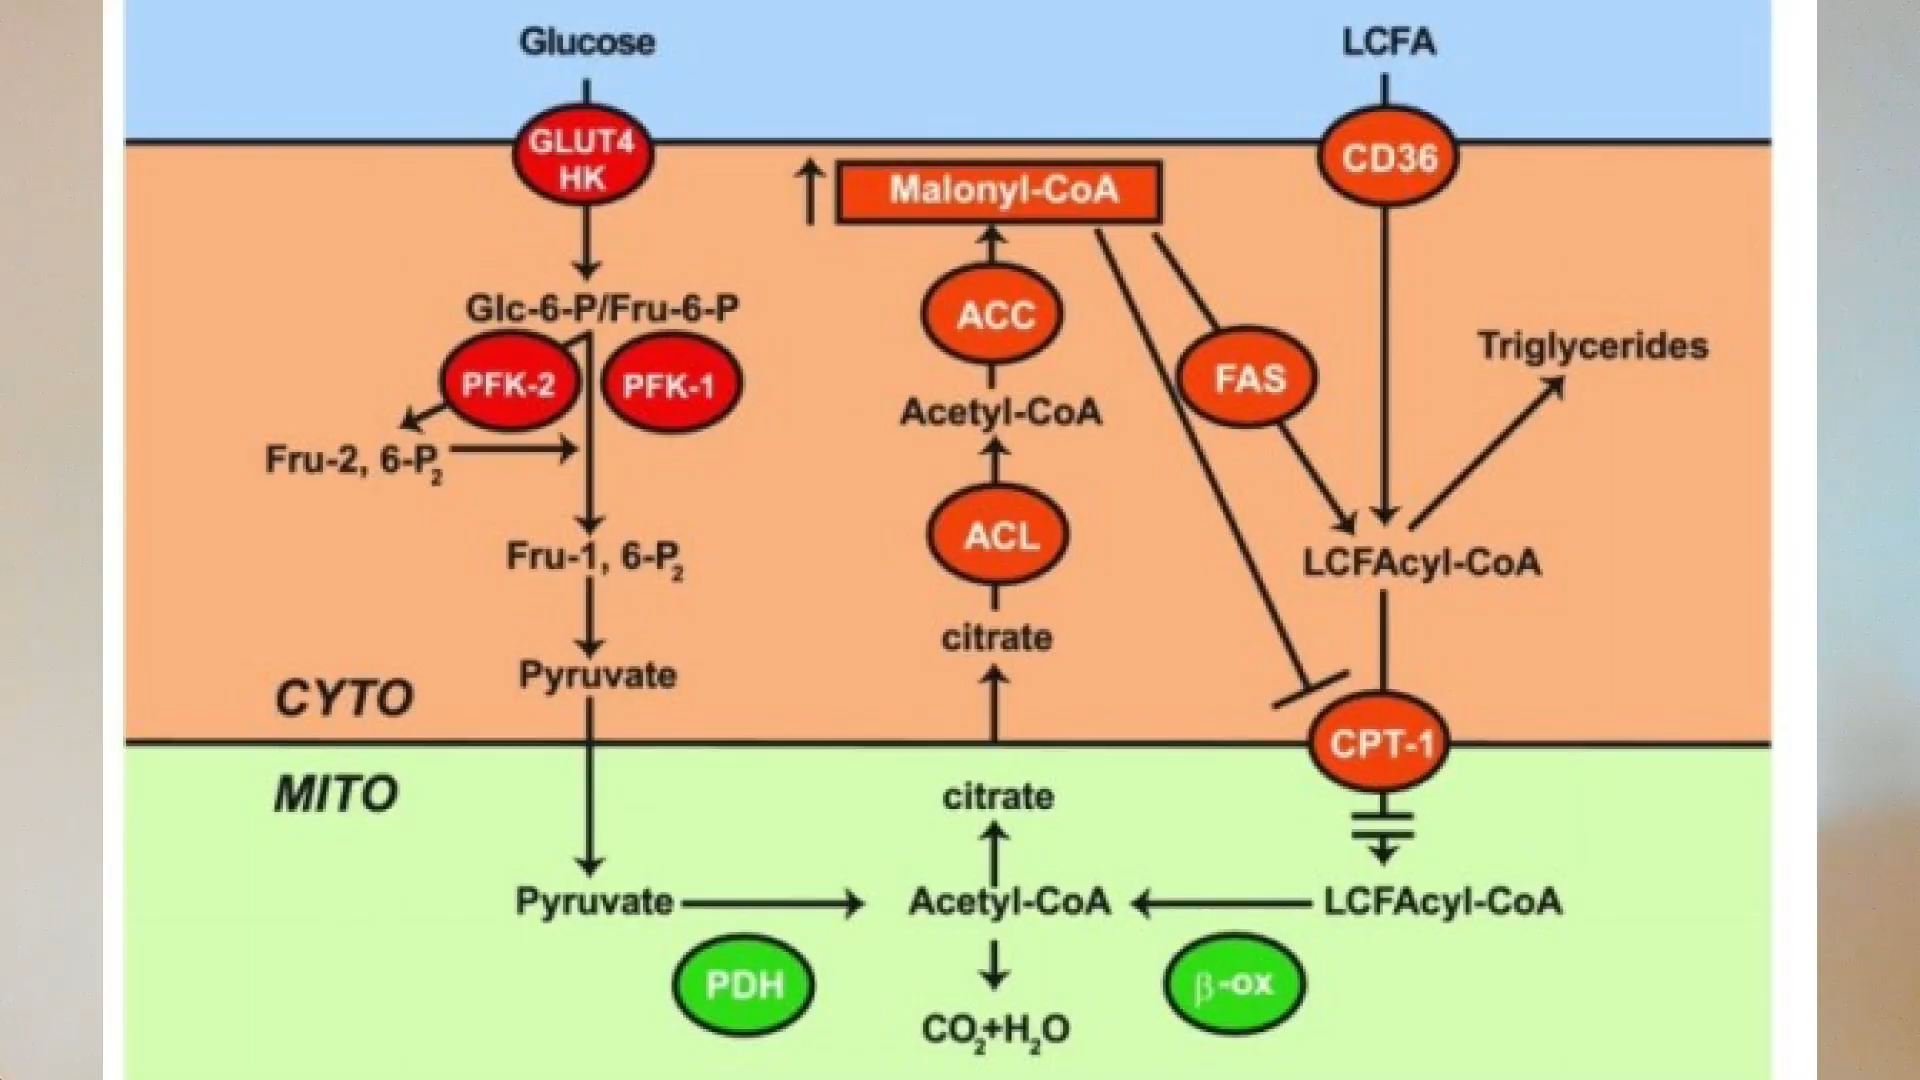 Glucose
LCFA
GLUT4
HK
CD36
Malonyl-CoA
Glc-6-P/Fru-6-P
ACC
Triglycerides
PFK-2
PFK-1
FAS
Acetyl-CoA
Fru-2, 6-P₂
ACL
Fru-1, 6-P₂
LCFAcyl-CoA
citrate
Pyruvate
CYTO
CPT-1
MITO
citrate
Pyruvate
Acetyl-CoA
LCFAcyl-CoA
PDH
β-ox
CO₂+H₂O